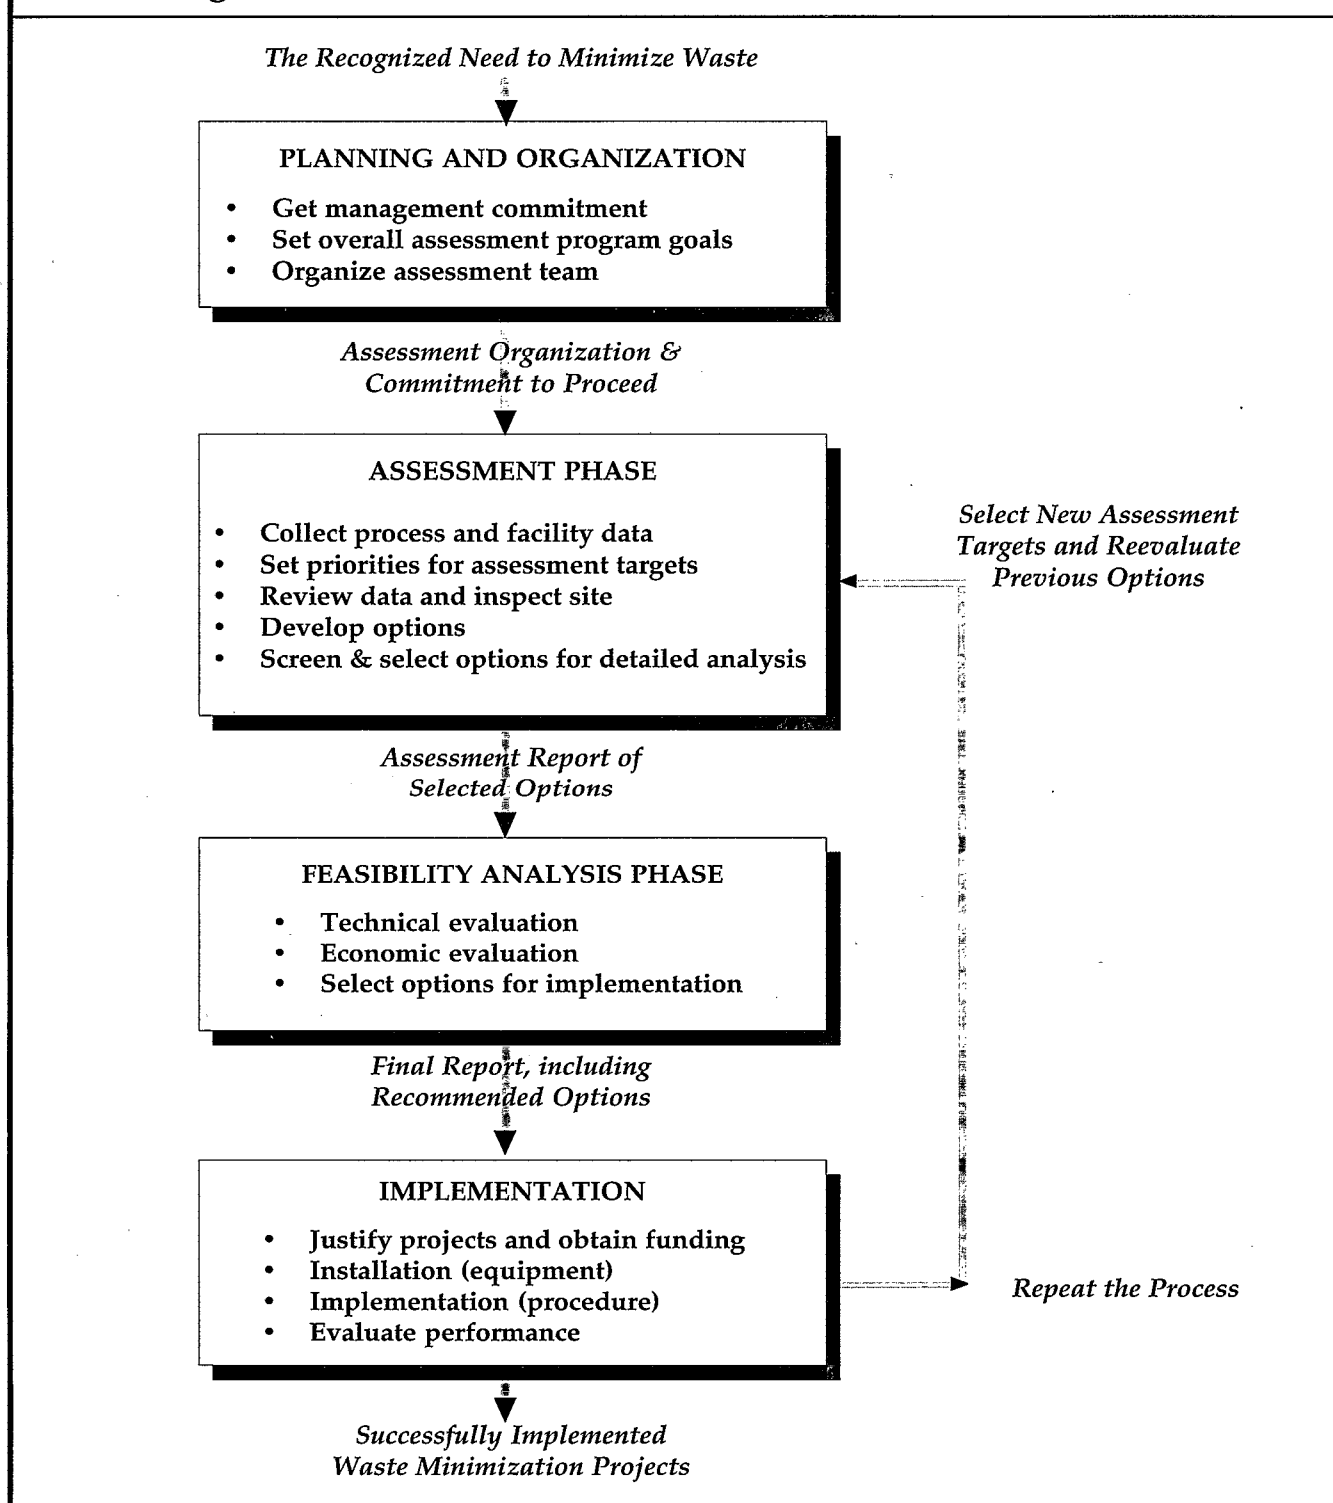 The Recognized Need to Minimize Waste
PLANNING AND ORGANIZATION
• Get management commitment
• Set overall assessment program goals
• Organize assessment team
Assessment Organization &
Commitment to Proceed
ASSESSMENT PHASE
• Collect process and facility data
• Set priorities for assessment targets
• Review data and inspect site
• Develop options
• Screen & select options for detailed analysis
Select New Assessment
Targets and Reevaluate
Previous Options
Assessment Report of
Selected Options
FEASIBILITY ANALYSIS PHASE
• Technical evaluation
• Economic evaluation
• Select options for implementation
Final Report, including
Recommended Options
IMPLEMENTATION
• Justify projects and obtain funding
• Installation (equipment)
• Implementation (procedure)
• Evaluate performance
Repeat the Process
Successfully Implemented
Waste Minimization Projects